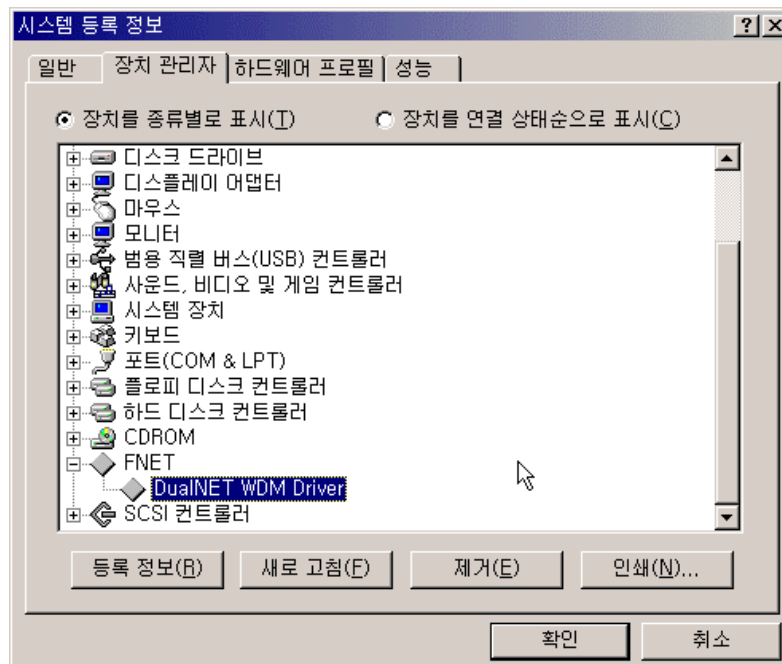 시스템 등록 정보
일반 장치 관리자 하드웨어 프로필 성능
장치를 종류별로 표시(T) 장치를 연결 상태순으로 표시(C)
디스크 드라이브
디스플레이 어댑터
마우스
모니터
범용 직렬 버스(USB) 컨트롤러
사운드, 비디오 및 게임 컨트롤러
시스템 장치
키보드
포트(COM & LPT)
플로피 디스크 컨트롤러
하드 디스크 컨트롤러
CDROM
FNET
DualNET WDM Driver
SCSI 컨트롤러
등록 정보(R) 새로 고침(F) 제거(E) 인쇄(N)...
확인 취소